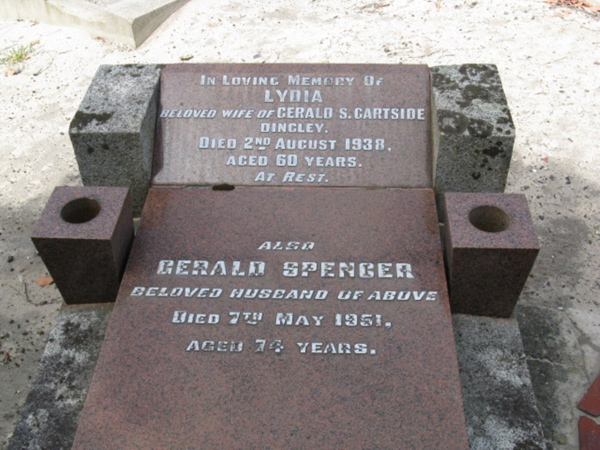 IN LOVING MEMORY OF
LYDIA
BELOVED WIFE OF GERALD S. GARTSIDE
DINGLEY.
DIED 2ND AUGUST 1938,
AGED 60 YEARS.
AT REST.
ALSO
GERALD SPENCER
BELOVED HUSBAND OF ABOVE
DIED 7TH MAY 1951.
AGED 74 YEARS.